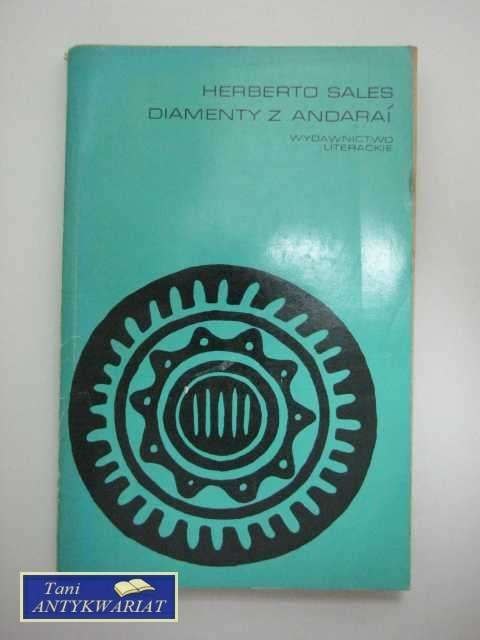 HERBERTO SALES
DIAMENTY Z ANDARAÍ
WYDAWNICTWO
LITERACKIE
Tani
ANTYKWARIAT